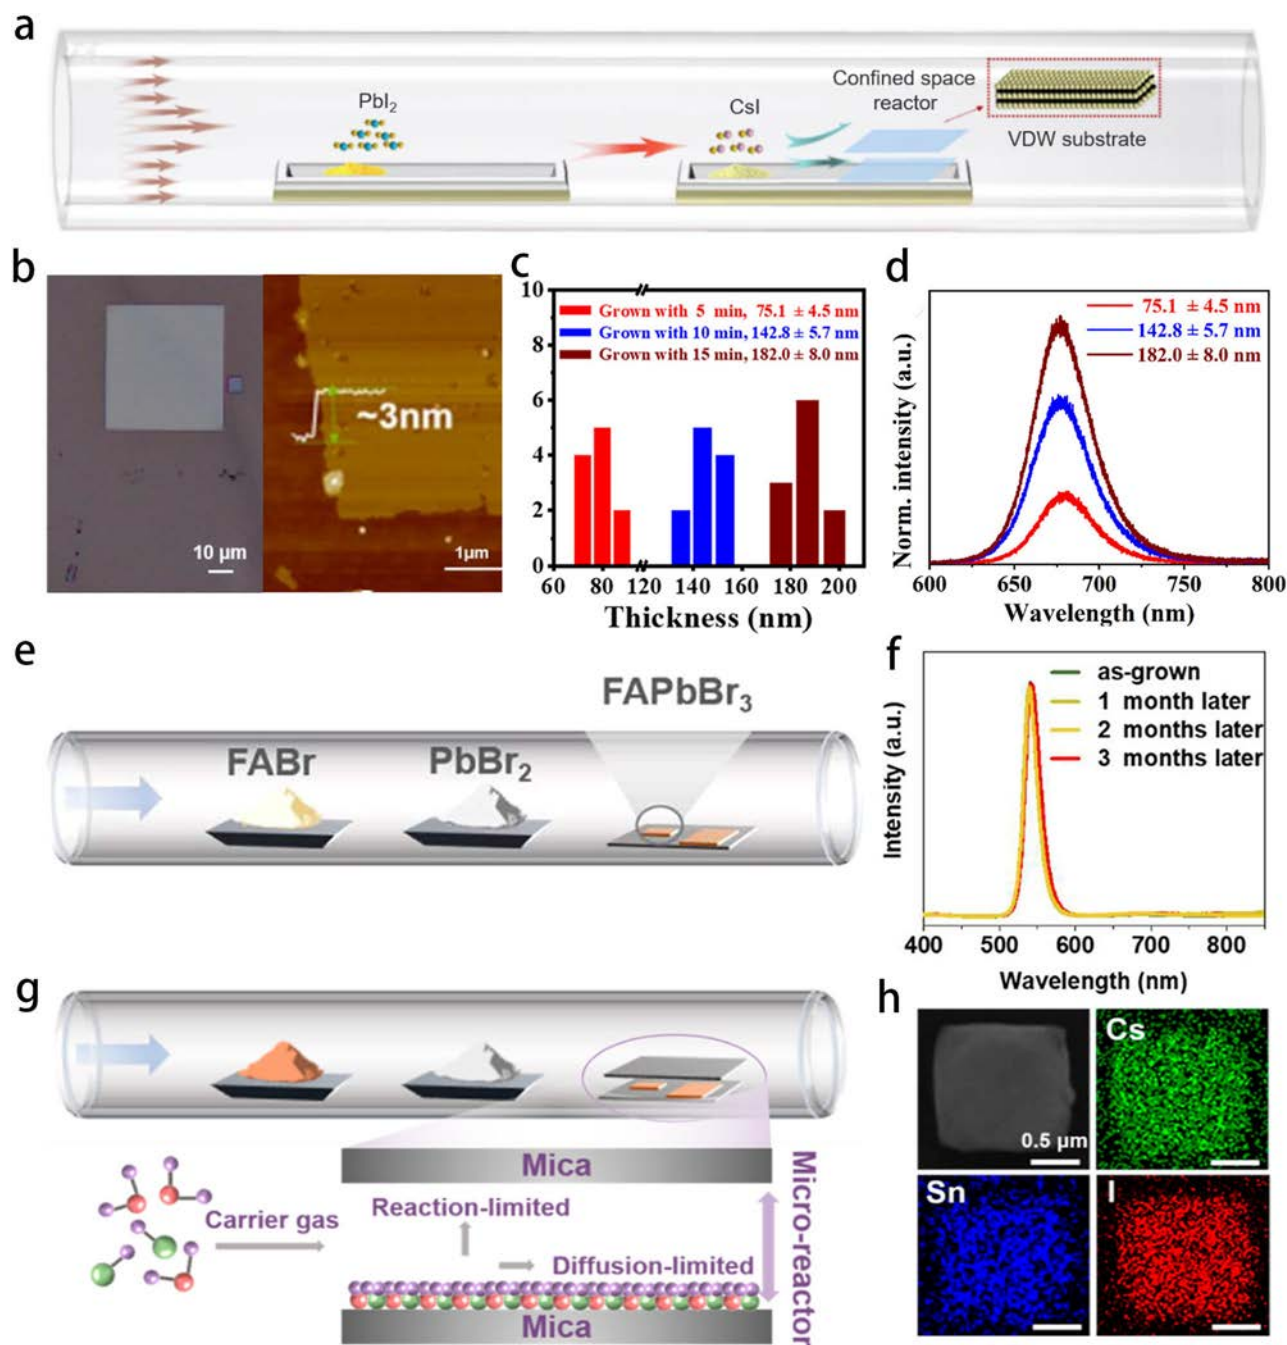 a
PbI₂
CsI
Confined space
reactor
VDW substrate
b
10 μm
~3nm
1μm
c
10
8
6
4
2
0
Grown with 5 min, 75.1 ± 4.5 nm
Grown with 10 min, 142.8 ± 5.7 nm
Grown with 15 min, 182.0 ± 8.0 nm
60 80 120 140 160 180 200
Thickness (nm)
d
Norm. intensity (a.u.)
75.1 ± 4.5 nm
142.8 ± 5.7 nm
182.0 ± 8.0 nm
600 650 700 750 800
Wavelength (nm)
e
FABr
PbBr₂
FAPbBr₃
f
Intensity (a.u.)
as-grown
1 month later
2 months later
3 months later
400 500 600 700 800
Wavelength (nm)
g
Carrier gas
Mica
Reaction-limited
Diffusion-limited
Mica
Micro-reactor
h
0.5 μm
Cs
Sn
I